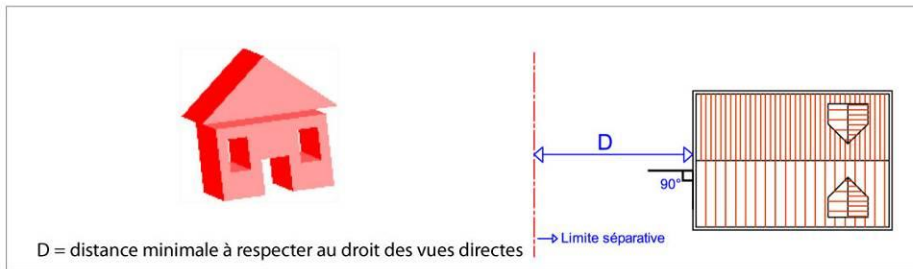 D
90°
Limite séparative
D = distance minimale à respecter au droit des vues directes